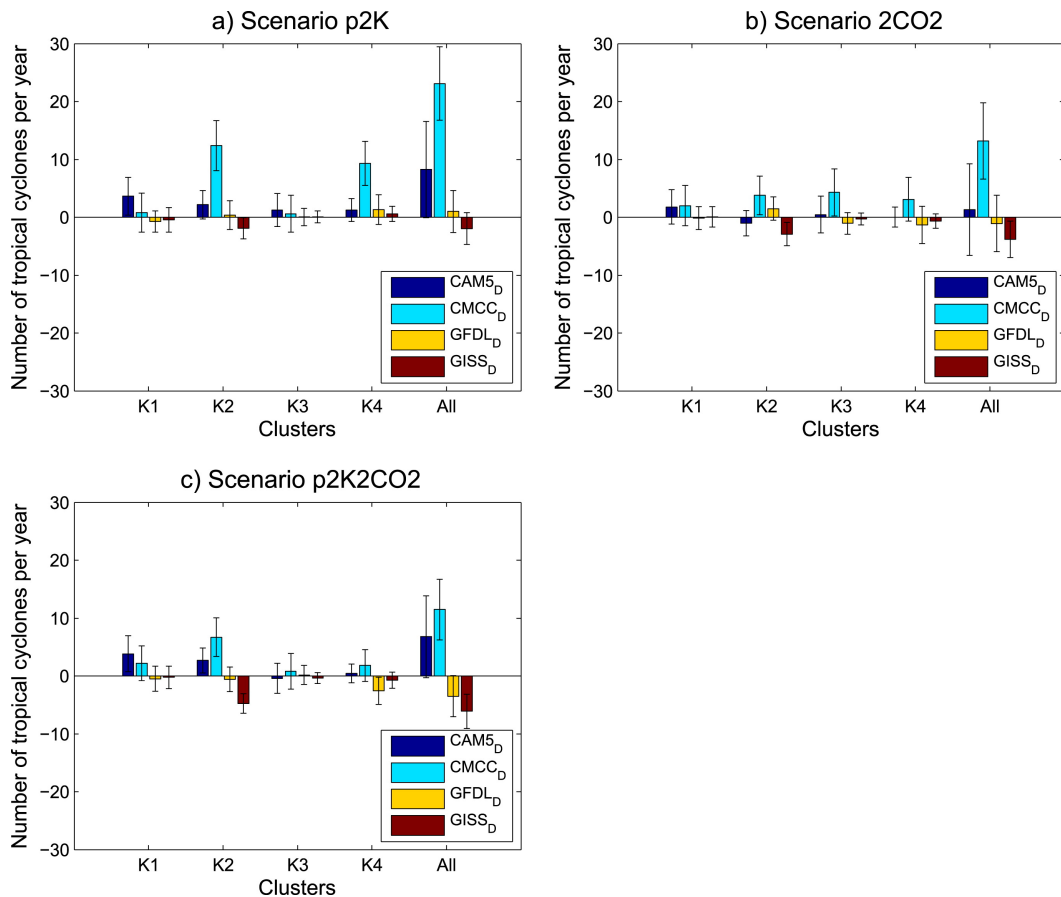 a) Scenario p2K
Number of tropical cyclones per year
30
20
10
0
−10
−20
−30
K1 K2 K3 K4 All
Clusters
CAM5D
CMCCD
GFDLD
GISSD
b) Scenario 2CO2
Number of tropical cyclones per year
30
20
10
0
−10
−20
−30
K1 K2 K3 K4 All
Clusters
CAM5D
CMCCD
GFDLD
GISSD
c) Scenario p2K2CO2
Number of tropical cyclones per year
30
20
10
0
−10
−20
−30
K1 K2 K3 K4 All
Clusters
CAM5D
CMCCD
GFDLD
GISSD